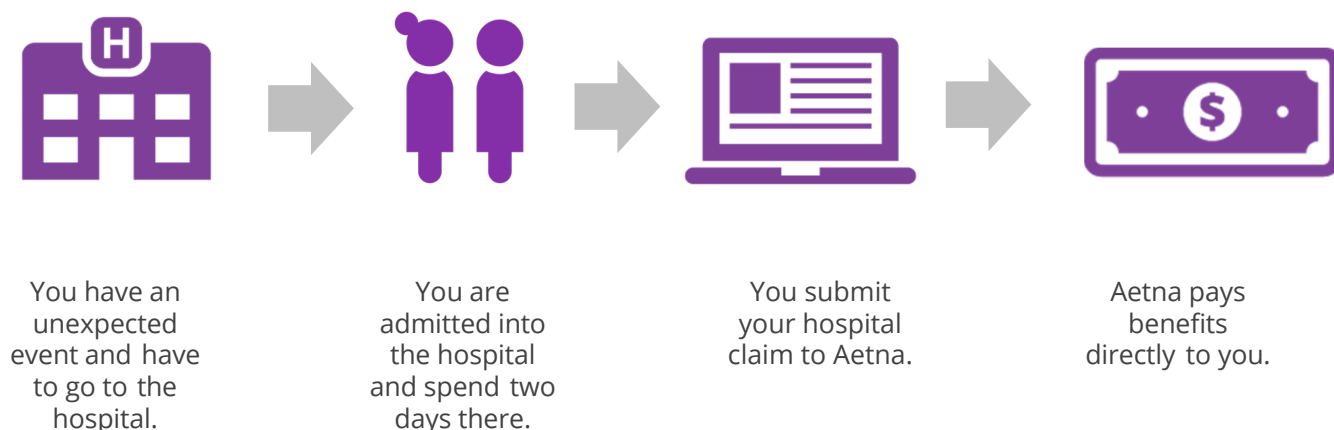 H
$
You have an
unexpected
event and have
to go to the
hospital.
You are
admitted into
the hospital
and spend two
days there.
You submit
your hospital
claim to Aetna.
Aetna pays
benefits
directly to you.